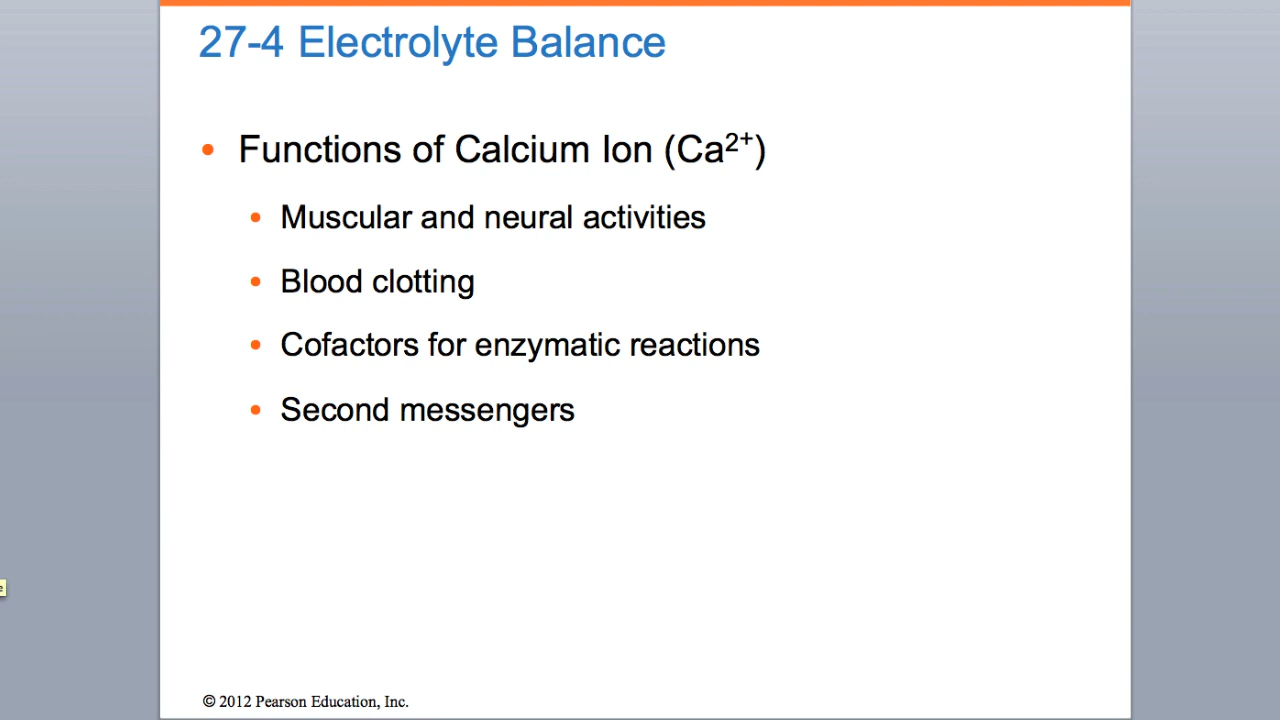 27-4 Electrolyte Balance
• Functions of Calcium Ion (Ca²⁺)
• Muscular and neural activities
• Blood clotting
• Cofactors for enzymatic reactions
• Second messengers
e
© 2012 Pearson Education, Inc.